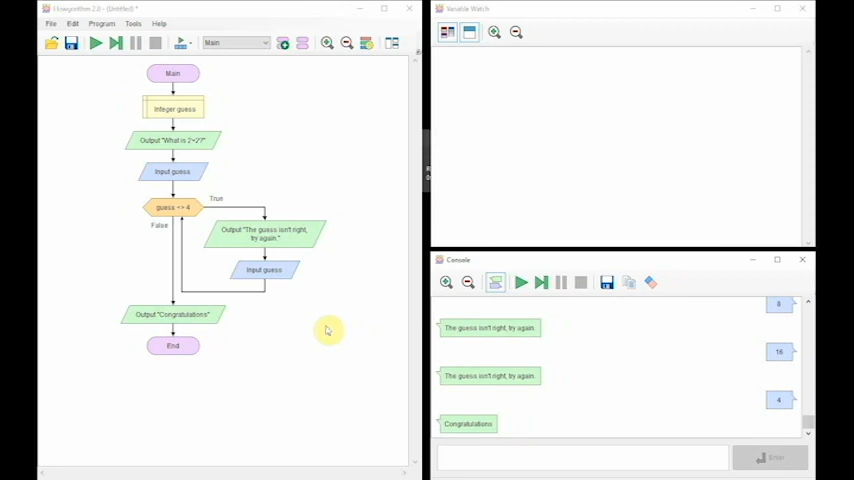 Flowgorithm 2.0 - (Untitled) *
File Edit Program Tools Help
Main
Main
Integer guess
Output "What is 2+2?"
Input guess
guess <> 4
True
False
Output "The guess isn't right,
try again."
Input guess
Output "Congratulations"
End
Variable Watch
Console
8
The guess isn't right, try again.
16
The guess isn't right, try again.
4
Congratulations
Enter